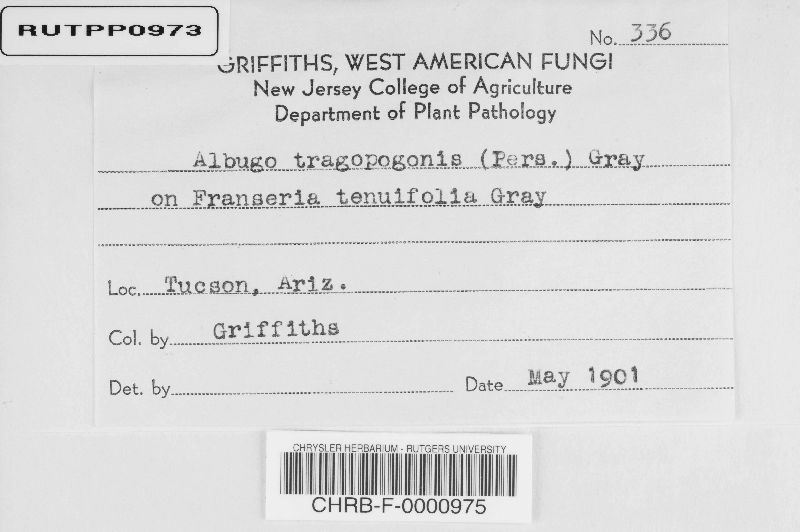 RUTPP0973
No. 336
GRIFFITHS, WEST AMERICAN FUNGI
New Jersey College of Agriculture
Department of Plant Pathology
Albugo tragopogonis (Pers.) Gray
on Franseria tenuifolia Gray
Loc. Tucson, Ariz.
Col. by Griffiths
Det. by
Date May 1901
CHRYSLER HERBARIUM - RUTGERS UNIVERSITY
CHRB-F-0000975